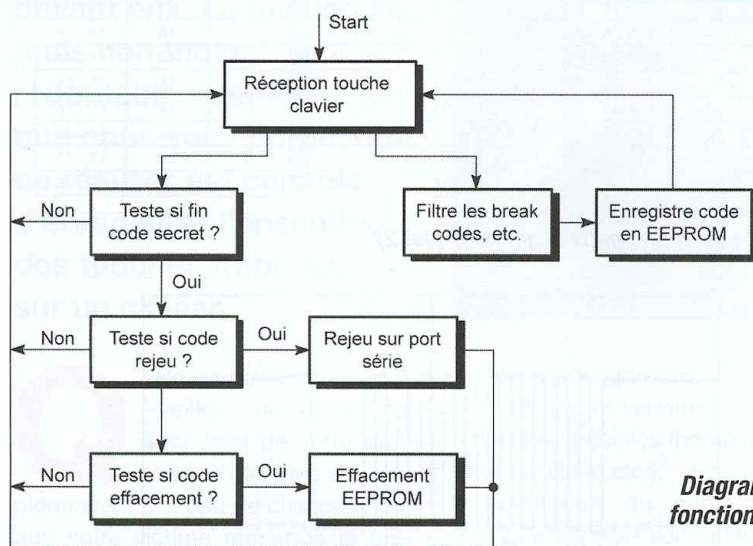 Start
Réception touche
clavier
Non
Teste si fin
code secret ?
Filtre les break
codes, etc.
Enregistre code
en EEPROM
Oui
Non
Teste si code
rejeu ?
Oui
Rejeu sur port
série
Non
Teste si code
effacement ?
Oui
Effacement
EEPROM